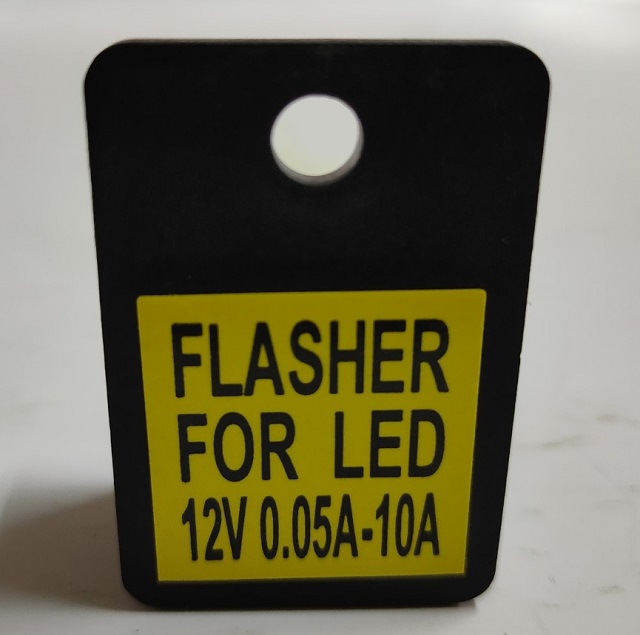 FLASHER
FOR LED
12V 0.05A-10A